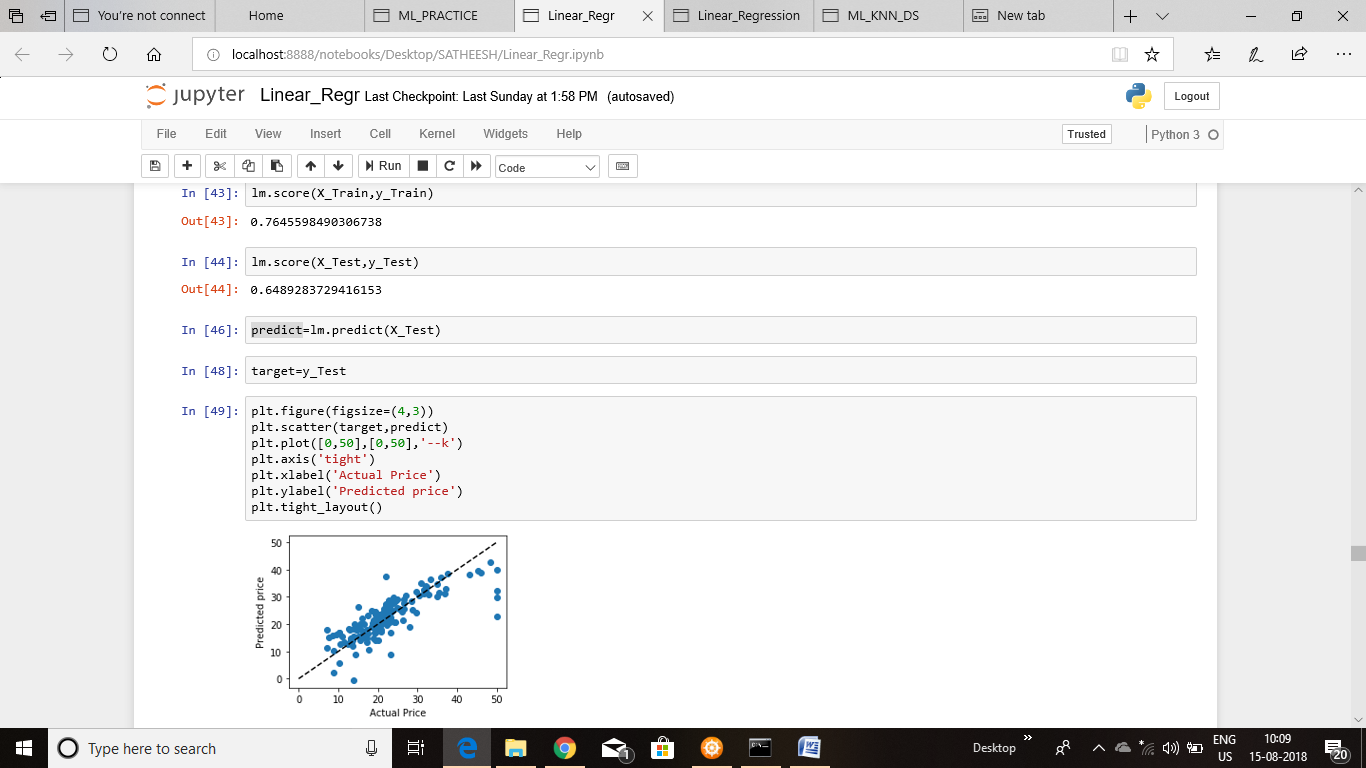 You're not connect
Home
ML_PRACTICE
Linear_Regr
Linear_Regression
ML_KNN_DS
New tab
localhost:8888/notebooks/Desktop/SATHEESH/Linear_Regr.ipynb
jupyter Linear_Regr Last Checkpoint: Last Sunday at 1:58 PM (autosaved)
Logout
File Edit View Insert Cell Kernel Widgets Help
Trusted
Python 3
Run
Code
In [43]: lm.score(X_Train,y_Train)
Out[43]: 0.7645598490306738
In [44]: lm.score(X_Test,y_Test)
Out[44]: 0.6489283729416153
In [46]: predict=lm.predict(X_Test)
In [48]: target=y_Test
In [49]: plt.figure(figsize=(4,3))
plt.scatter(target,predict)
plt.plot([0,50],[0,50],'--k')
plt.axis('tight')
plt.xlabel('Actual Price')
plt.ylabel('Predicted price')
plt.tight_layout()
50
40
30
20
10
0
Predicted price
0 10 20 30 40 50
Actual Price
Type here to search
1
Desktop
ENG
US
10:09
15-08-2018
20